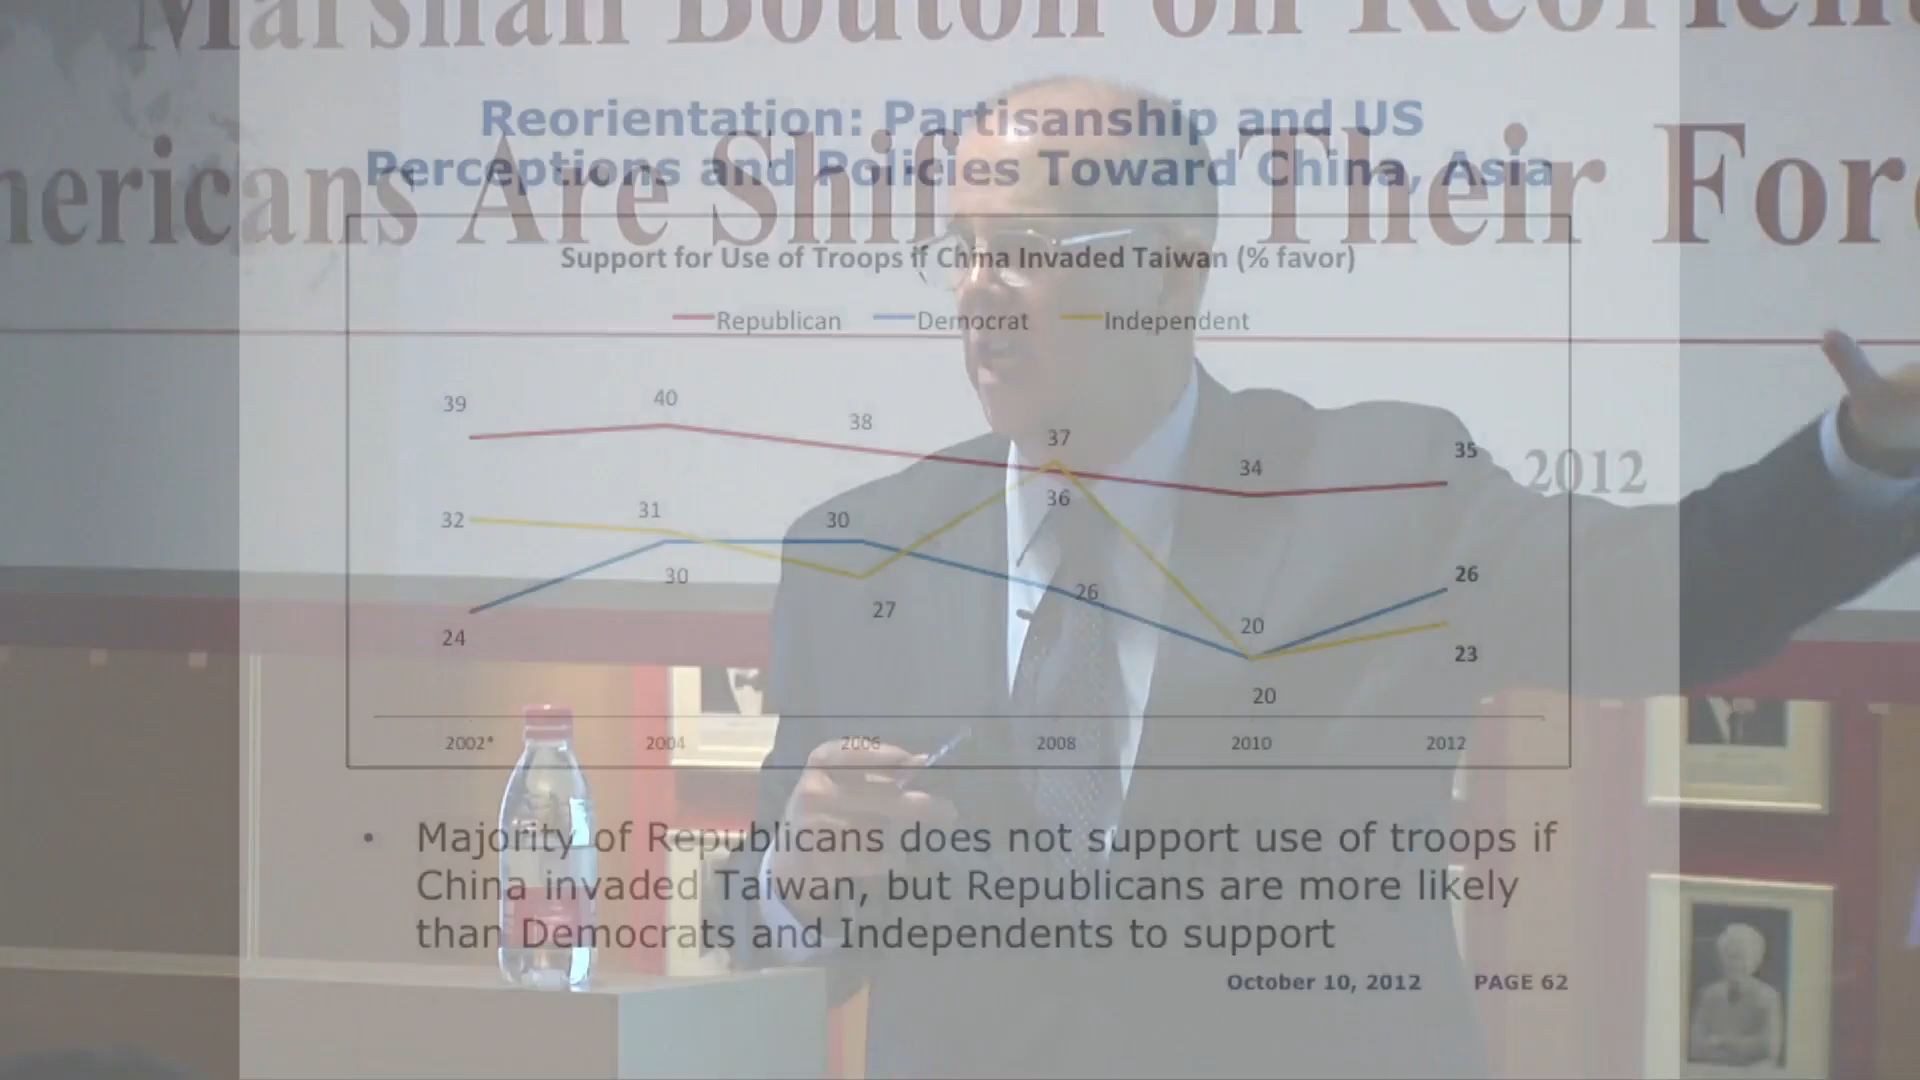 Marshall Bouton on Reorient
Reorientation: Partisanship and US
Perceptions and Policies Toward China, Asia
mericans Are Shif Their Fore
Support for Use of Troops if China Invaded Taiwan (% favor)
Republican Democrat Independent
39 40 38 37 34 35
2012
32 31 30 36
30 27 26 20 26
24 20 23
2002* 2004 2006 2008 2010 2012
• Majority of Republicans does not support use of troops if
China invaded Taiwan, but Republicans are more likely
than Democrats and Independents to support
October 10, 2012 PAGE 62